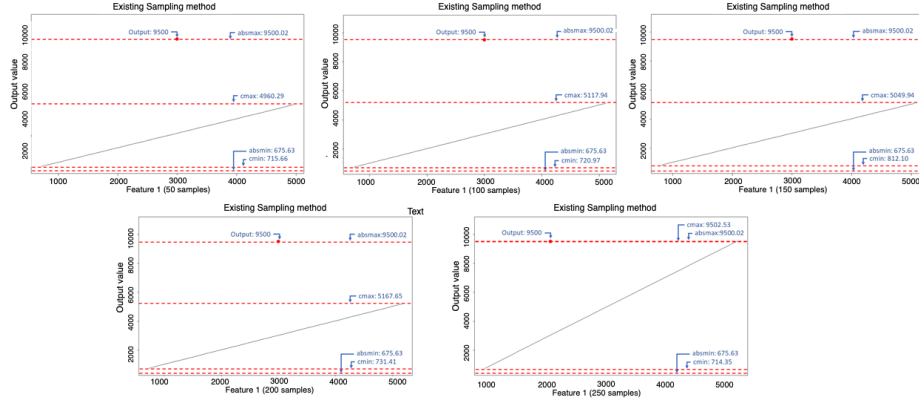 Existing Sampling method
Output: 9500
absmax:9500.02
cmax: 4960.29
absmin: 675.63
cmin: 715.66
Output value
10000
8000
6000
4000
2000
1000 2000 3000 4000 5000
Feature 1 (50 samples)
Existing Sampling method
Output: 9500
absmax:9500.02
cmax: 5117.94
absmin: 675.63
cmin: 720.97
Output value
10000
8000
6000
4000
2000
1000 2000 3000 4000 5000
Feature 1 (100 samples)
Existing Sampling method
Output: 9500
absmax:9500.02
cmax: 5049.94
absmin: 675.63
cmin: 812.10
Output value
10000
8000
6000
4000
2000
1000 2000 3000 4000 5000
Feature 1 (150 samples)
Existing Sampling method
Text
Output: 9500
absmax:9500.02
cmax: 5167.65
absmin: 675.63
cmin: 731.41
Output value
10000
8000
6000
4000
2000
1000 2000 3000 4000 5000
Feature 1 (200 samples)
Existing Sampling method
Output: 9500
cmax: 9502.53
absmax:9500.02
absmin: 675.63
cmin: 714.35
Output value
10000
8000
6000
4000
2000
1000 2000 3000 4000 5000
Feature 1 (250 samples)